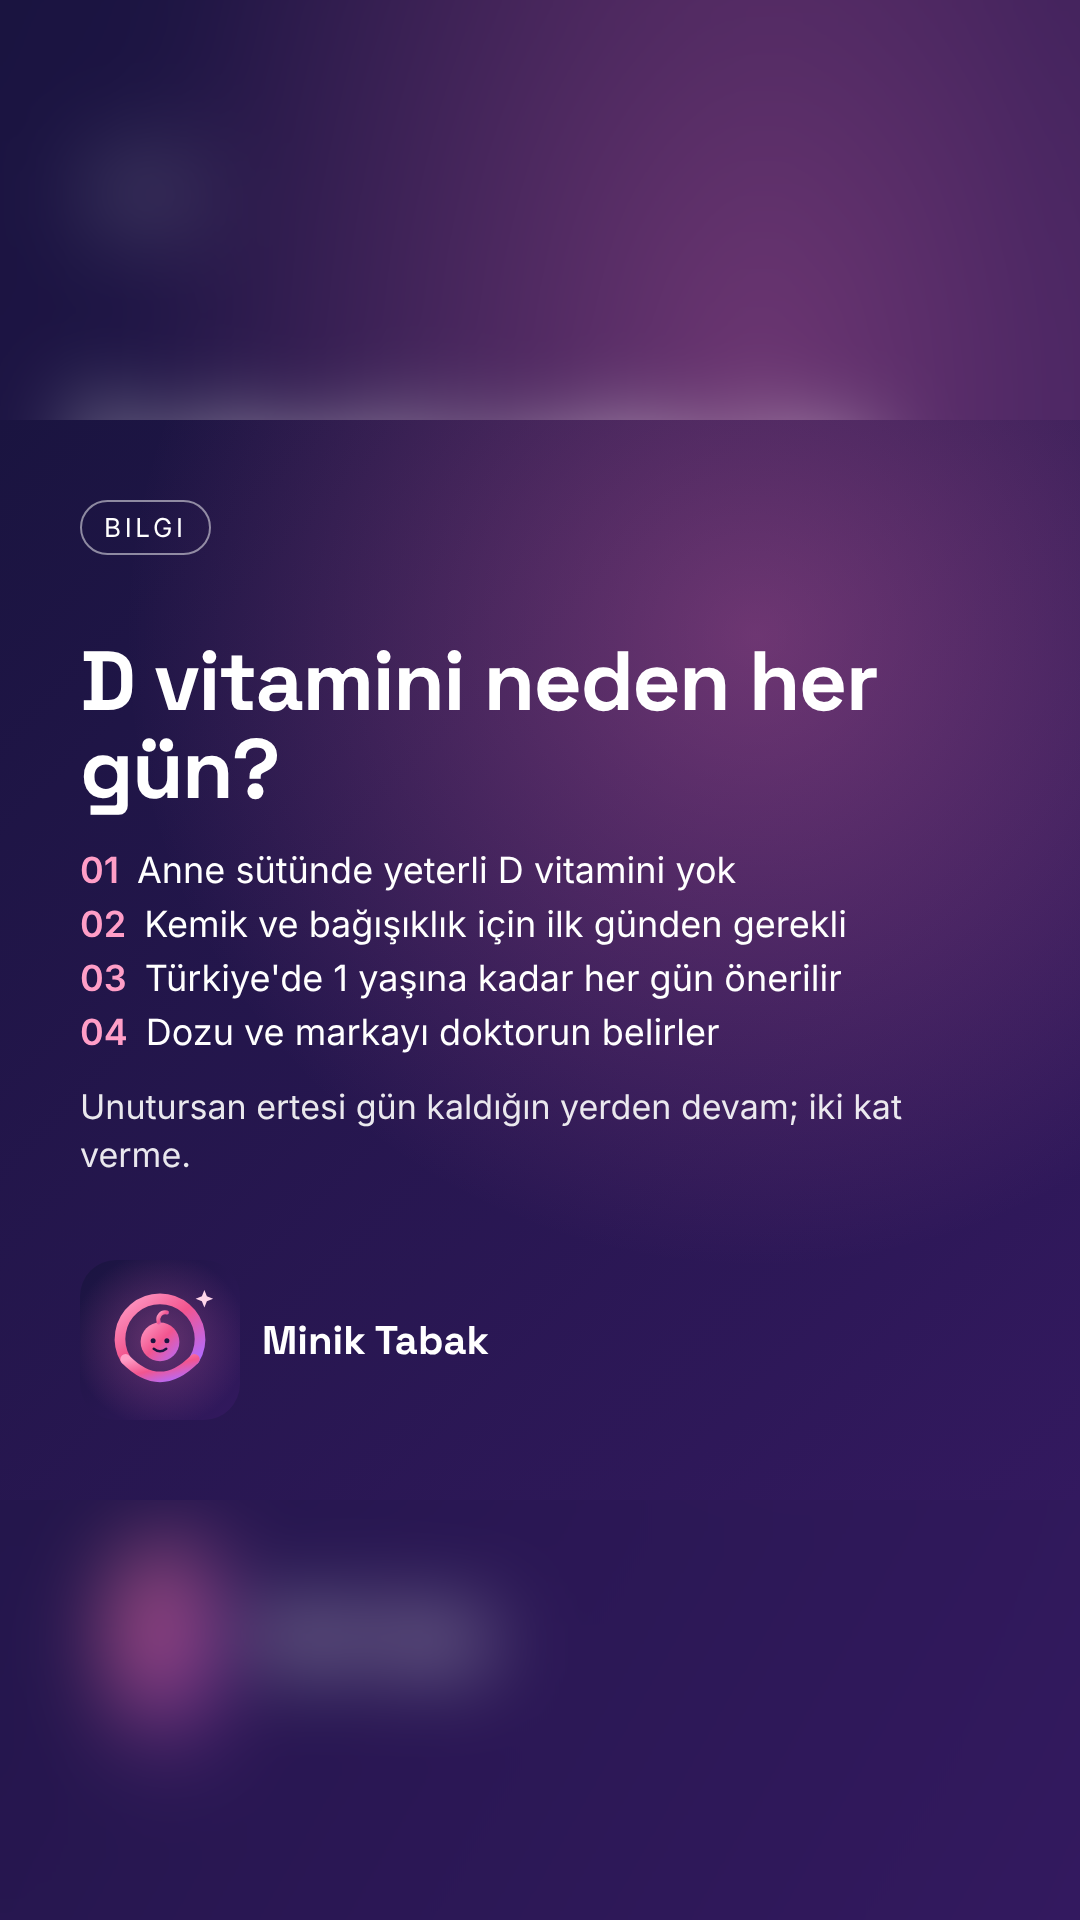 BILGI
D vitamini neden her
gün?
01 Anne sütünde yeterli D vitamini yok
02 Kemik ve bağışıklık için ilk günden gerekli
03 Türkiye'de 1 yaşına kadar her gün önerilir
04 Dozu ve markayı doktorun belirler
Unutursan ertesi gün kaldığın yerden devam; iki kat
verme.
Minik Tabak